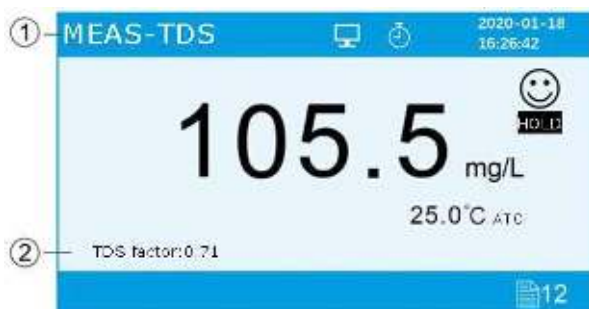 ① MEAS-TDS
2020-01-18
16:26:42
HOLD
105.5 mg/L
25.0°C ATC
② TDS factor:0.71
12